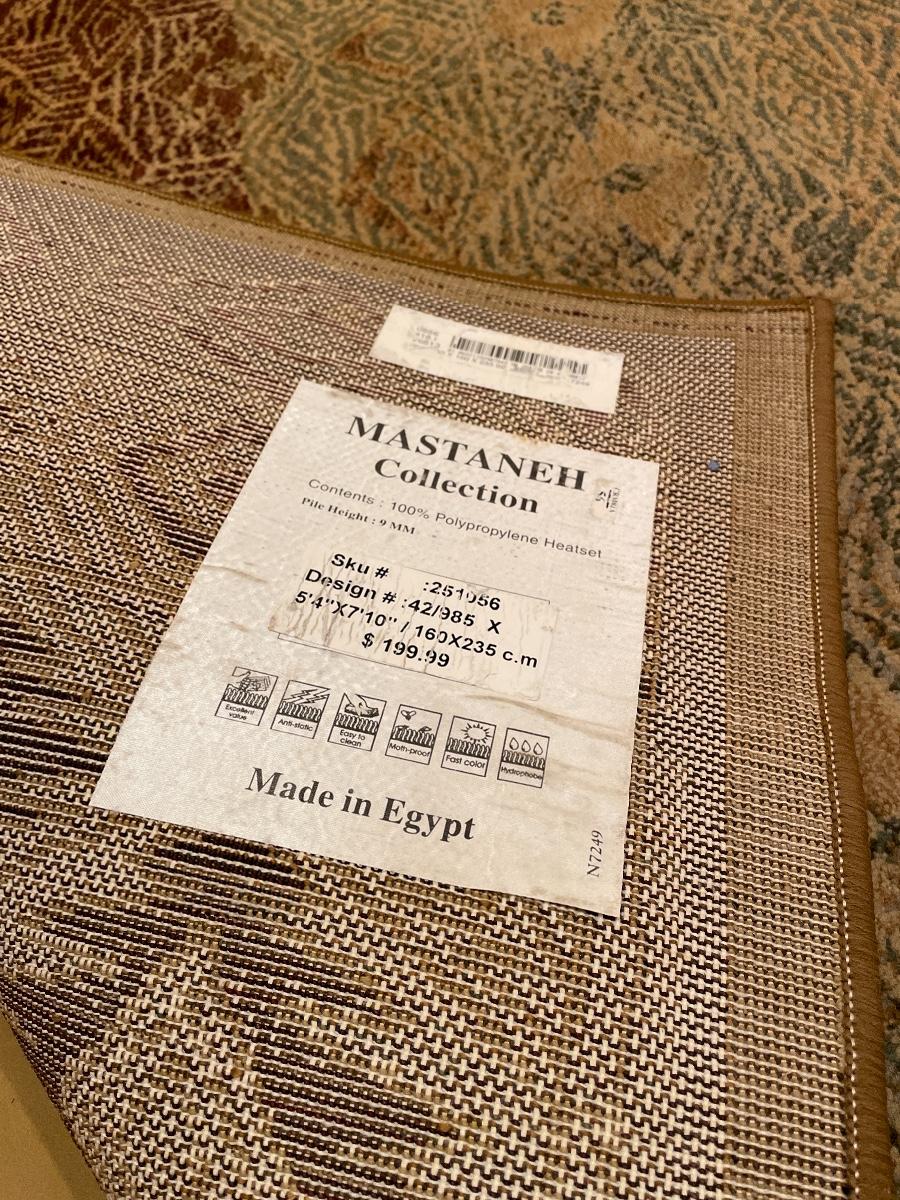 MASTANEH
Collection
Contents : 100% Polypropylene Heatset
Pile Height : 9 MM
Sku # :251056
Design # :42/985 X
5'4"X7'10" / 160X235 c.m
$ 199.99
Excellent value
Anti-static
Easy to clean
Moth-proof
Fast color
Hydrophobe
Made in Egypt
N7249